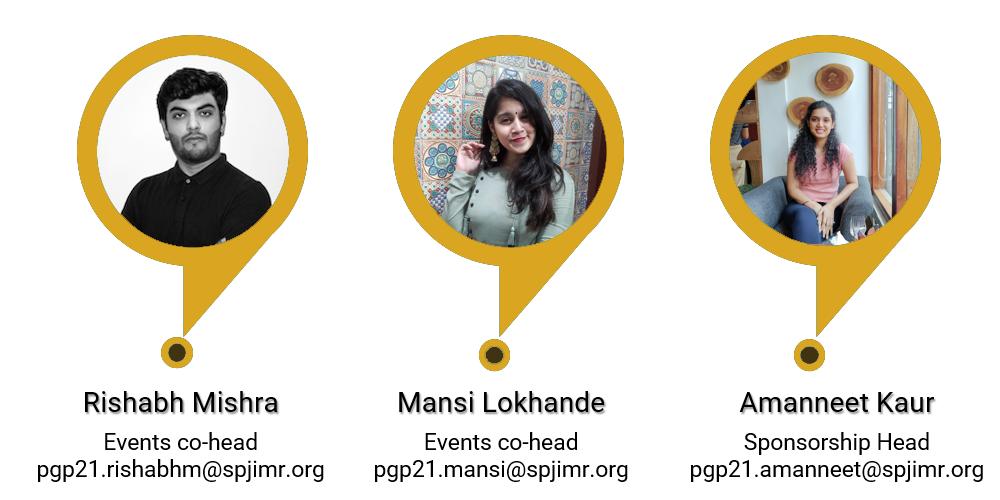 Rishabh Mishra
Events co-head
pgp21.rishabhm@spjimr.org
Mansi Lokhande
Events co-head
pgp21.mansi@spjimr.org
Amanneet Kaur
Sponsorship Head
pgp21.amanneet@spjimr.org